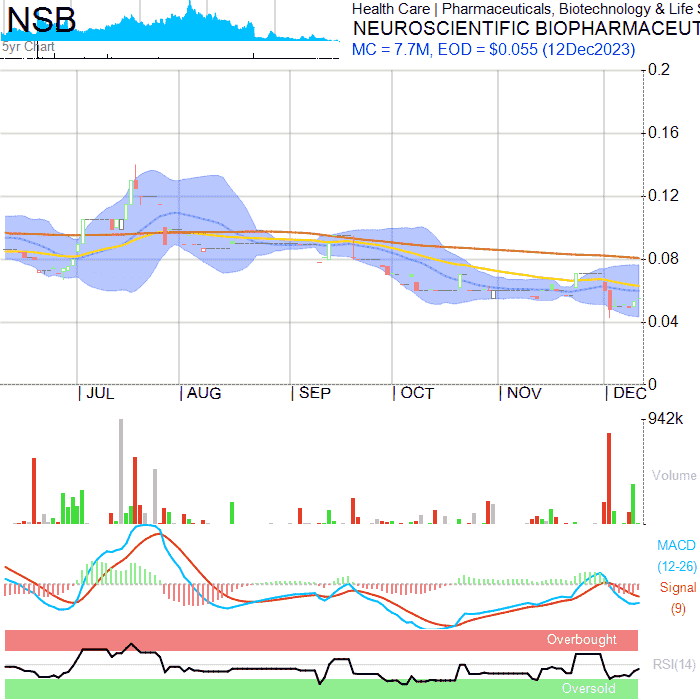 NSB
5yr Chart
Health Care | Pharmaceuticals, Biotechnology & Life
NEUROSCIENTIFIC BIOPHARMACEUT
MC = 7.7M, EOD = $0.055 (12Dec2023)
0.2
0.16
0.12
0.08
0.04
0
JUL AUG SEP OCT NOV DEC
942k
Volume
MACD
(12-26)
Signal
(9)
Overbought
RSI(14)
Oversold